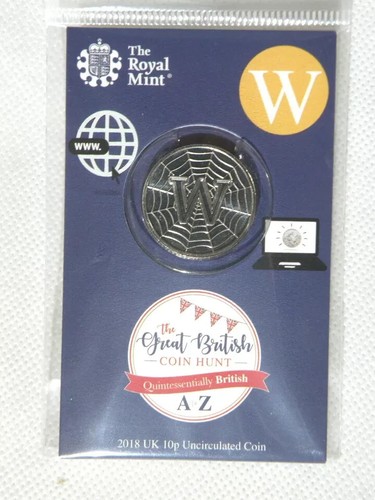 The
Royal
Mint®
W
www.
W
The
Great British
COIN HUNT
Quintessentially British
A Z
2018 UK 10p Uncirculated Coin